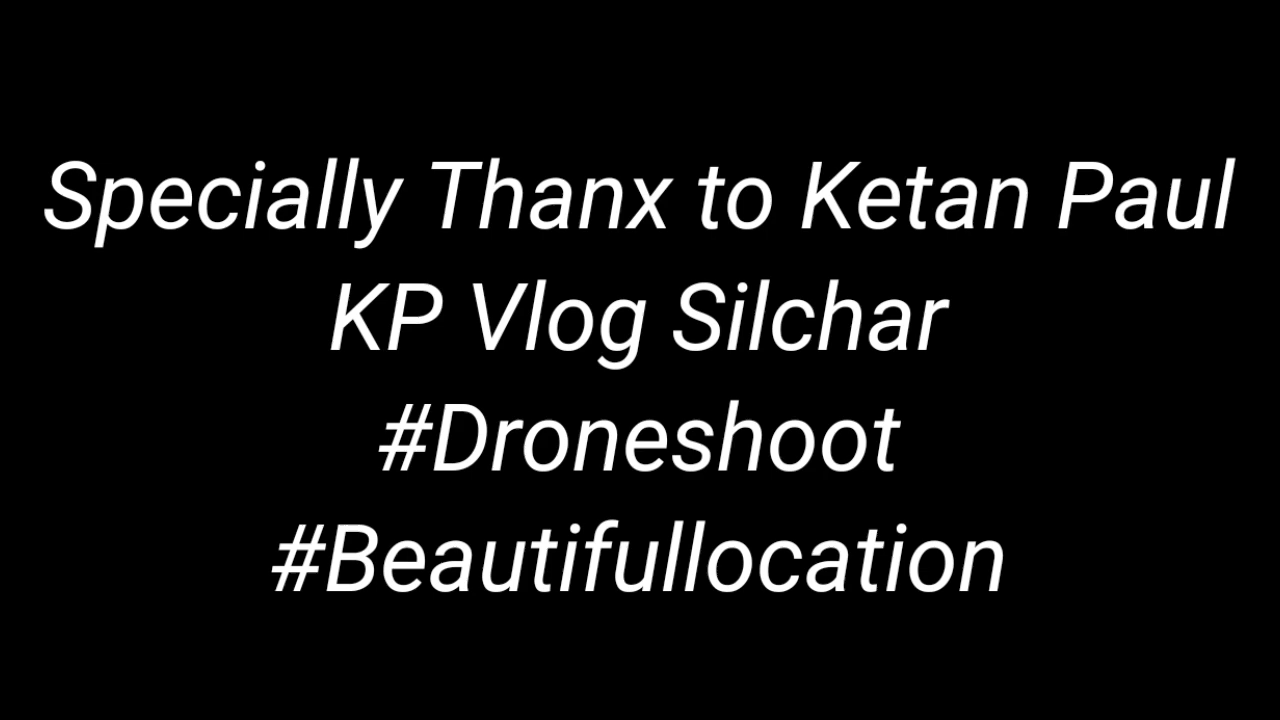 Specially Thanx to Ketan Paul
KP Vlog Silchar
#Droneshoot
#Beautifullocation